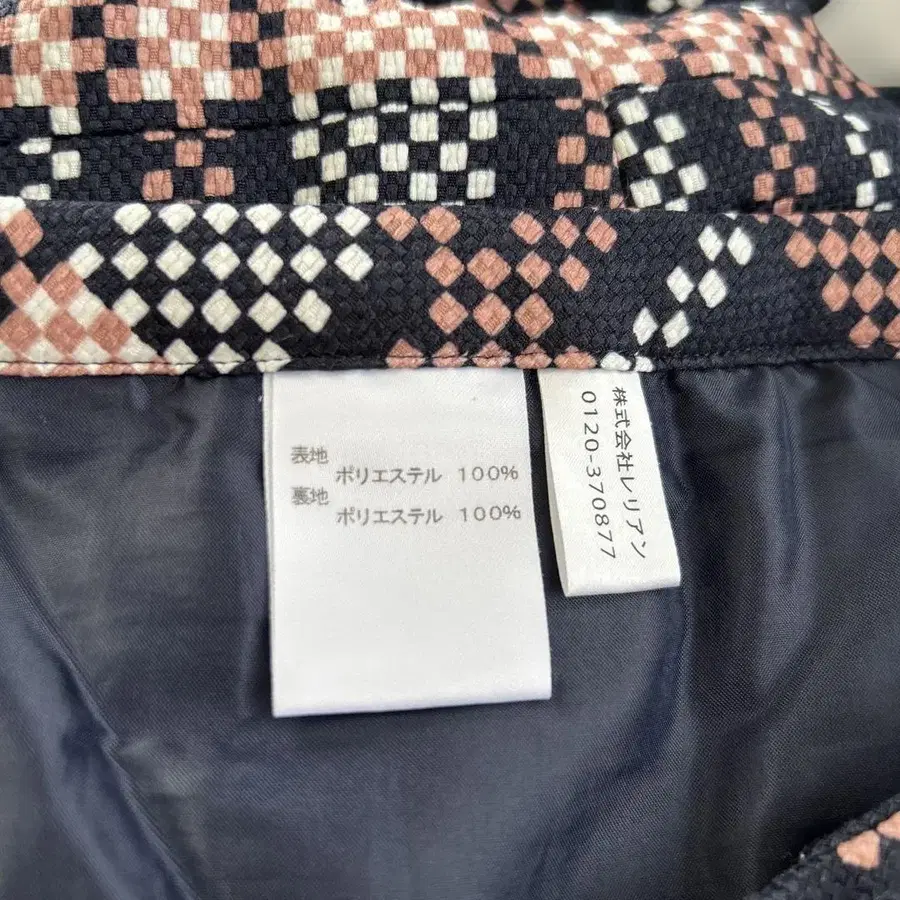 表地
ポリエステル 100%
裏地
ポリエステル 100%
株式会社レリアン
0120-370877